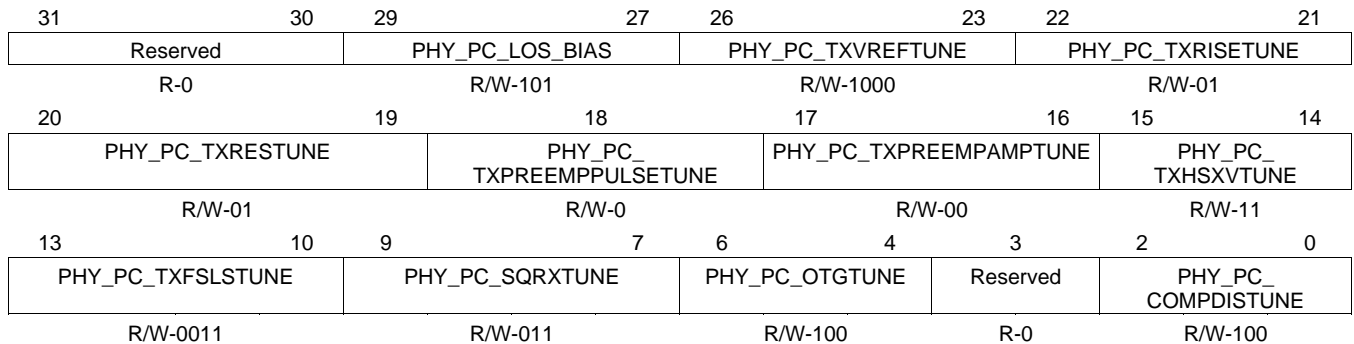 31 30 29 27 26 23 22 21
Reserved PHY_PC_LOS_BIAS PHY_PC_TXVREFTUNE PHY_PC_TXRISETUNE
R-0 R/W-101 R/W-1000 R/W-01
20 19 18 17 16 15 14
PHY_PC_TXRESTUNE PHY_PC_ PHY_PC_TXPREEMPAMPTUNE PHY_PC_
TXPREEMPPULSETUNE TXHSXVTUNE
R/W-01 R/W-0 R/W-00 R/W-11
13 10 9 7 6 4 3 2 0
PHY_PC_TXFSLSTUNE PHY_PC_SQRXTUNE PHY_PC_OTGTUNE Reserved PHY_PC_
COMPDISTUNE
R/W-0011 R/W-011 R/W-100 R-0 R/W-100